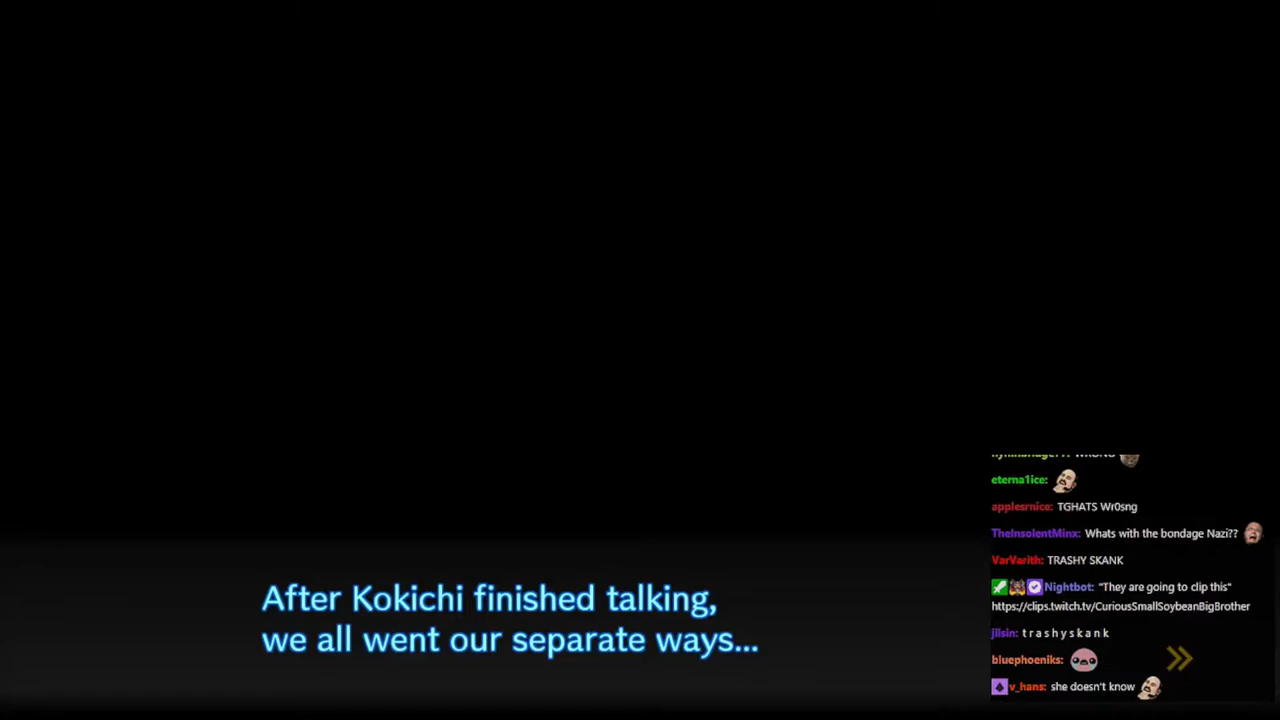 eterna1ice:
applesrnice: TGHATS Wr0sng
TheInsolentMinx: Whats with the bondage Nazi??
VarVarith: TRASHY SKANK
Nightbot: "They are going to clip this"
https://clips.twitch.tv/CuriousSmallSoybeanBigBrother
jiisin: t r a s h y s k a n k
bluephoeniks:
v_hans: she doesn't know
After Kokichi finished talking,
we all went our separate ways...